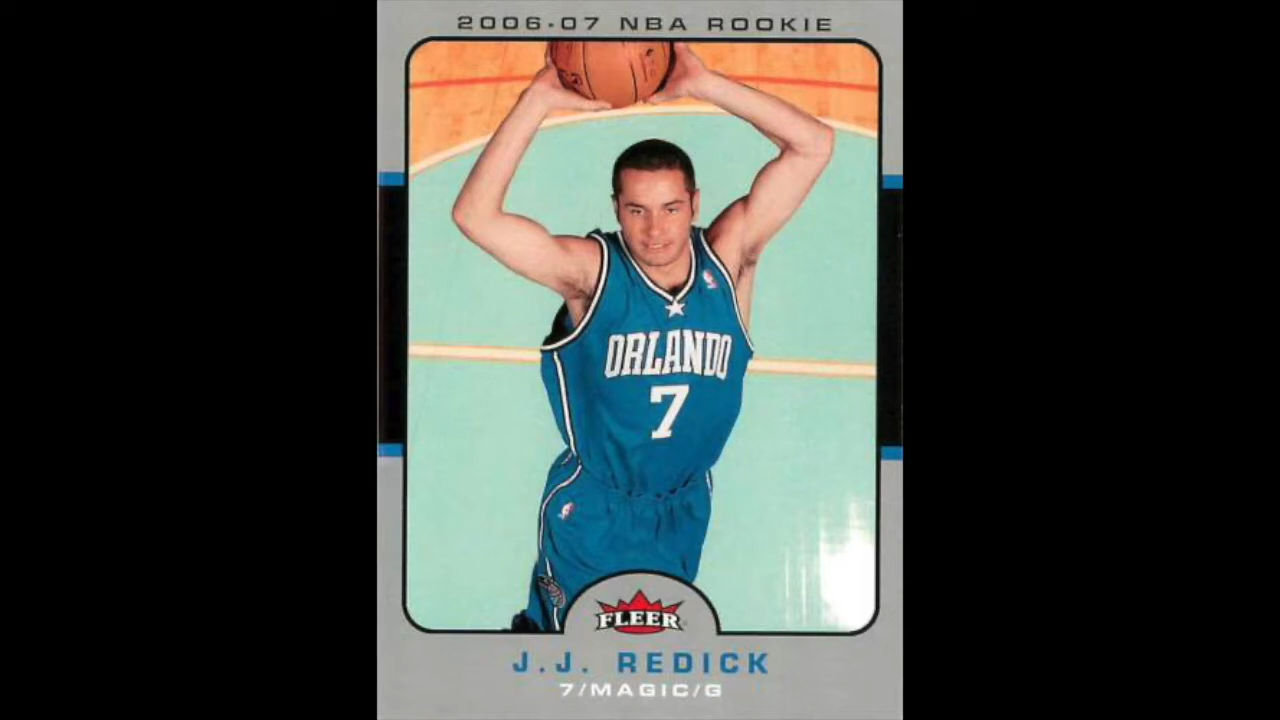 2006-07 NBA ROOKIE
ORLANDO
7
FLEER
J.J. REDICK
7/MAGIC/G